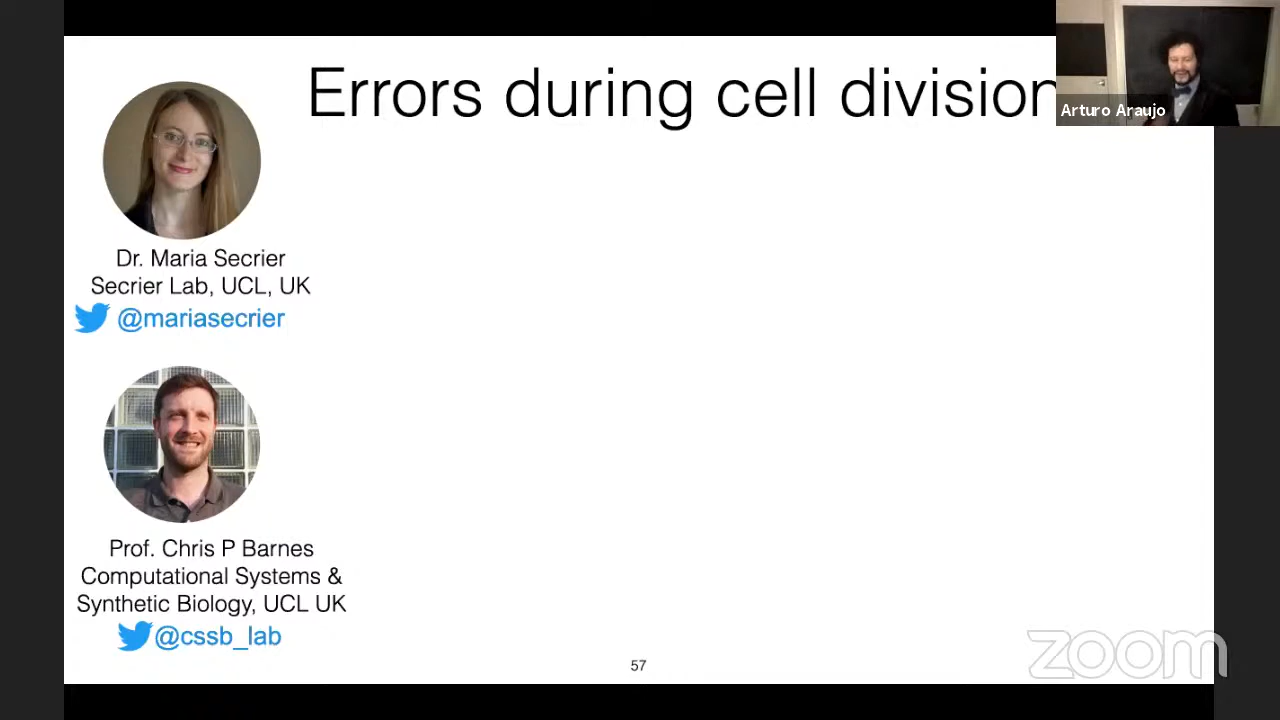 Errors during cell division
Arturo Araujo
Dr. Maria Secrier
Secrier Lab, UCL, UK
@mariasecrier
Prof. Chris P Barnes
Computational Systems &
Synthetic Biology, UCL UK
@cssb_lab
57
zoom